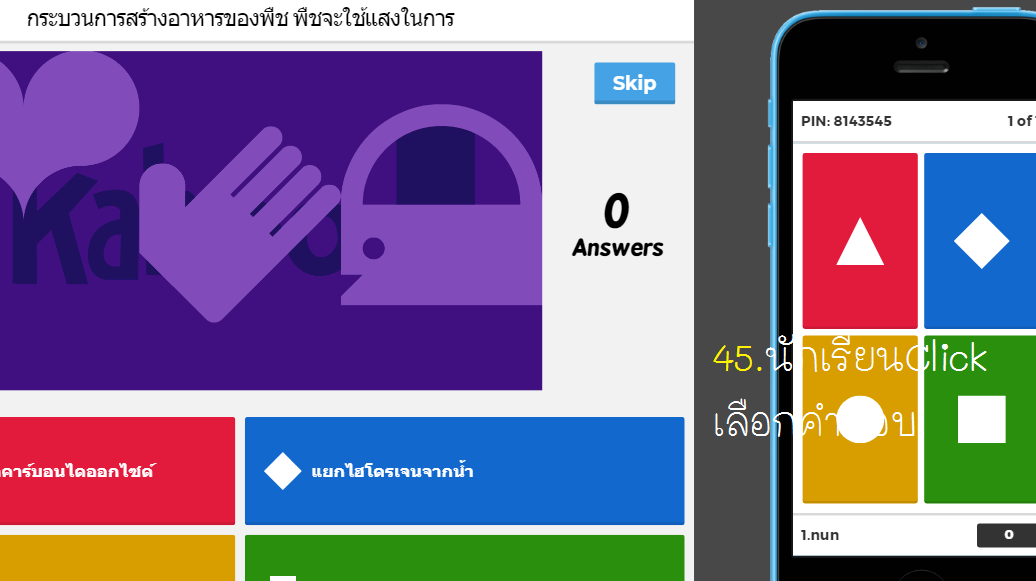 กระบวนการสร้างอาหารของพืช พืชจะใช้แสงในการ
Skip
0
Answers
คาร์บอนไดออกไซด์
แยกไฮโดรเจนจากน้ำ
PIN: 8143545
1 of
45.นักเรียนClick
เลือกคำตอบ
1.nun
0